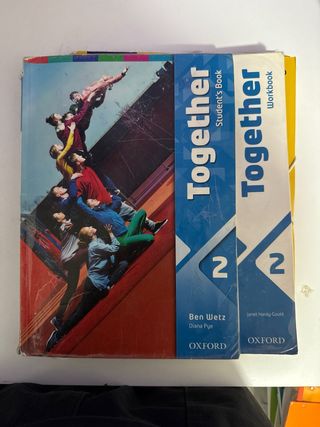 Together
Student's Book
2
Ben Wetz
Diana Pye
OXFORD
Together
Workbook
2
Janet Hardy-Gould
OXFORD